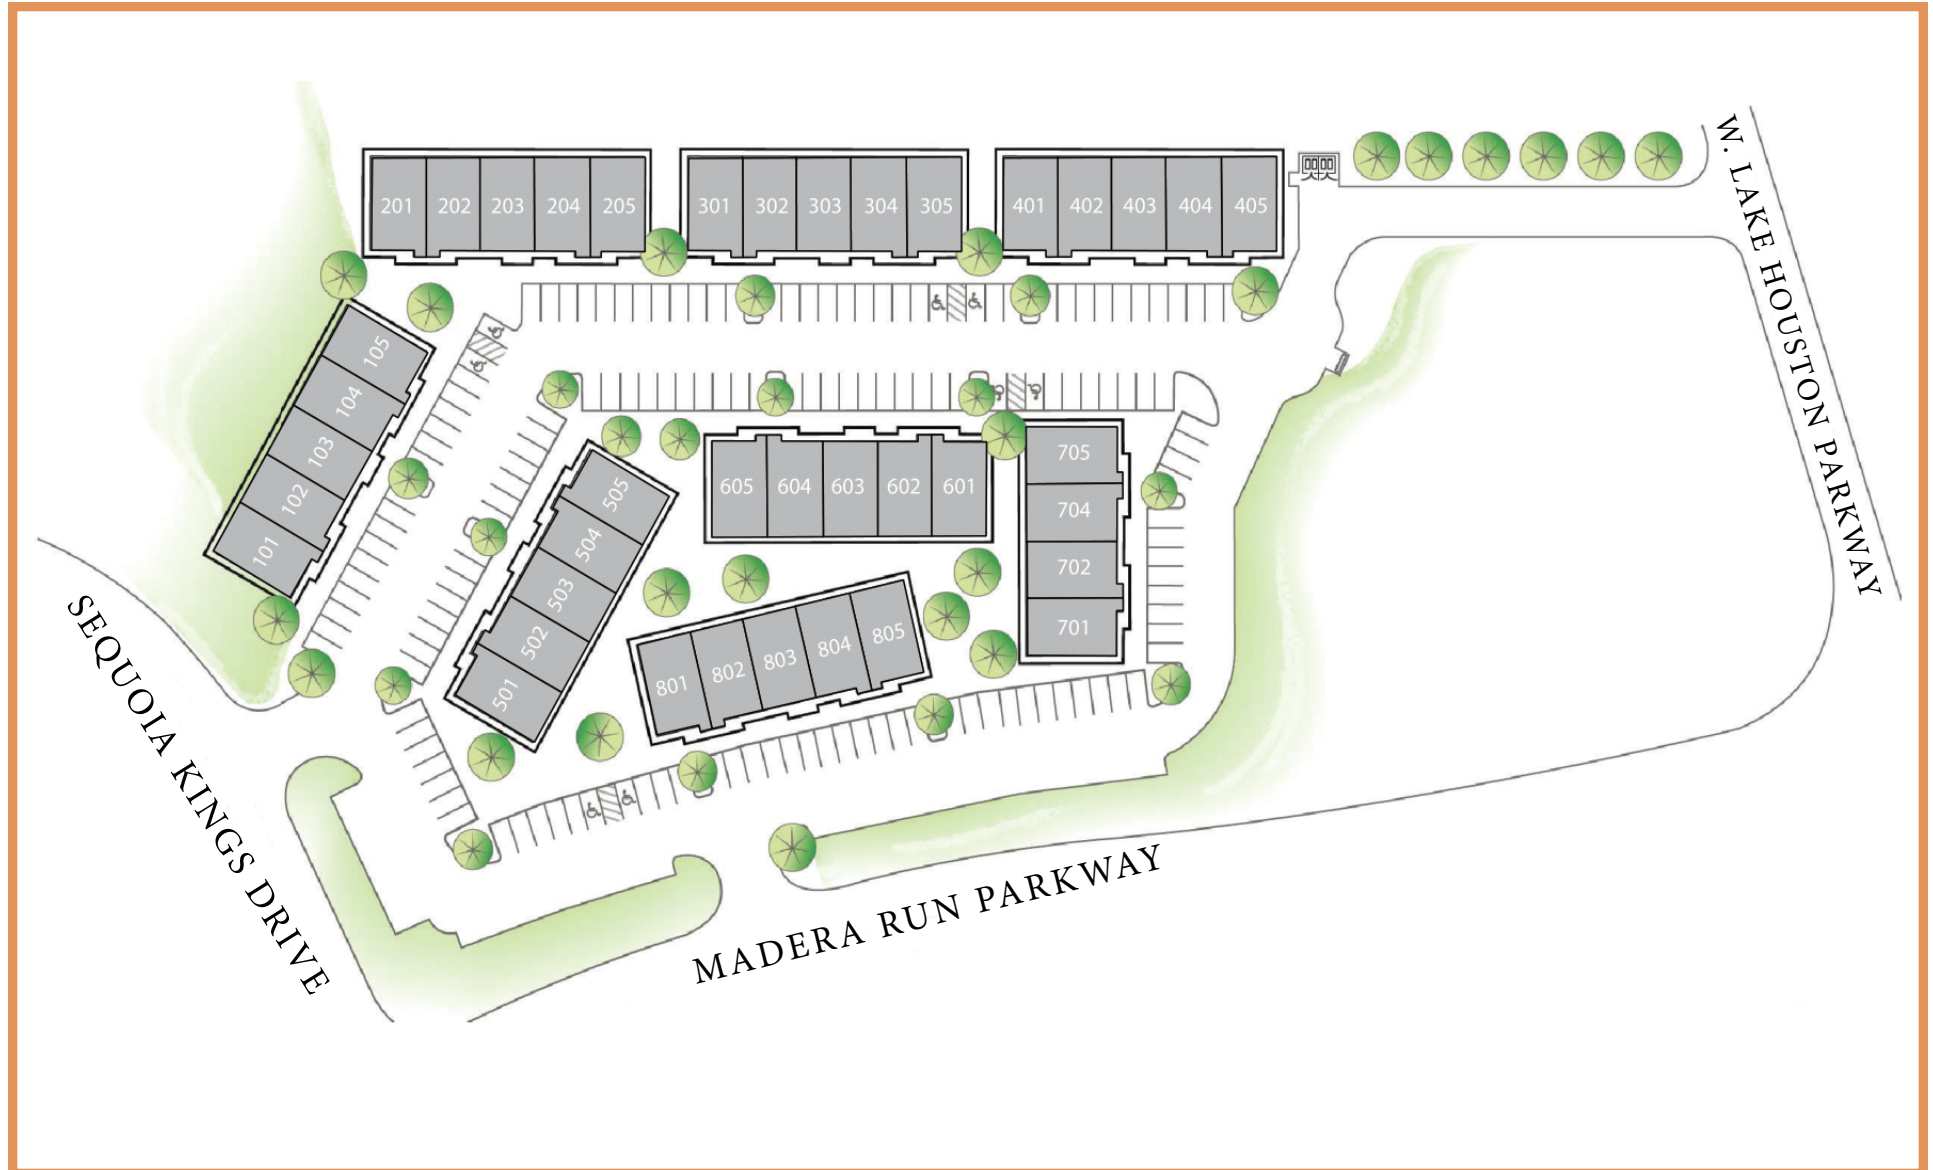 201 202 203 204 205
301 302 303 304 305
401 402 403 404 405
W. LAKE HOUSTON PARKWAY
105
104
103
102
101
505
504
503
502
501
605 604 603 602 601
705
704
702
701
801 802 803 804 805
SEQUOIA KINGS DRIVE
MADERA RUN PARKWAY